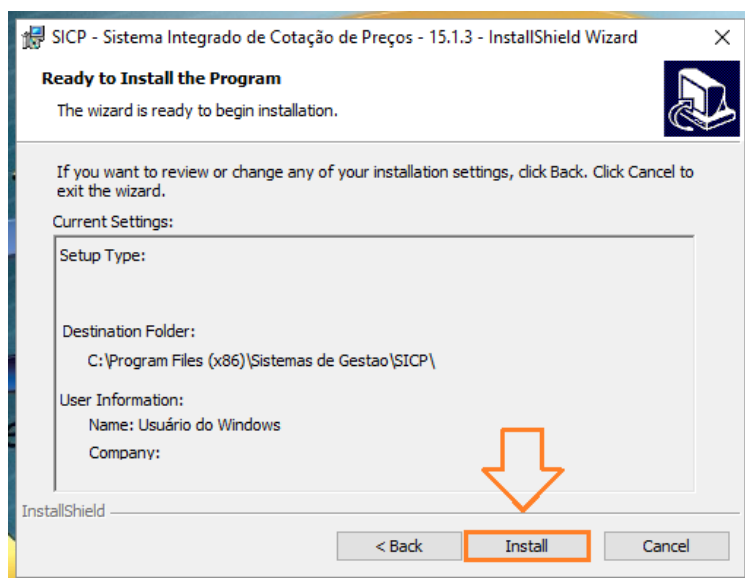 SICP - Sistema Integrado de Cotação de Preços - 15.1.3 - InstallShield Wizard
Ready to Install the Program
The wizard is ready to begin installation.
If you want to review or change any of your installation settings, click Back. Click Cancel to
exit the wizard.
Current Settings:
Setup Type:
Destination Folder:
C:\Program Files (x86)\Sistemas de Gestao\SICP\
User Information:
Name: Usuário do Windows
Company:
InstallShield
< Back
Install
Cancel